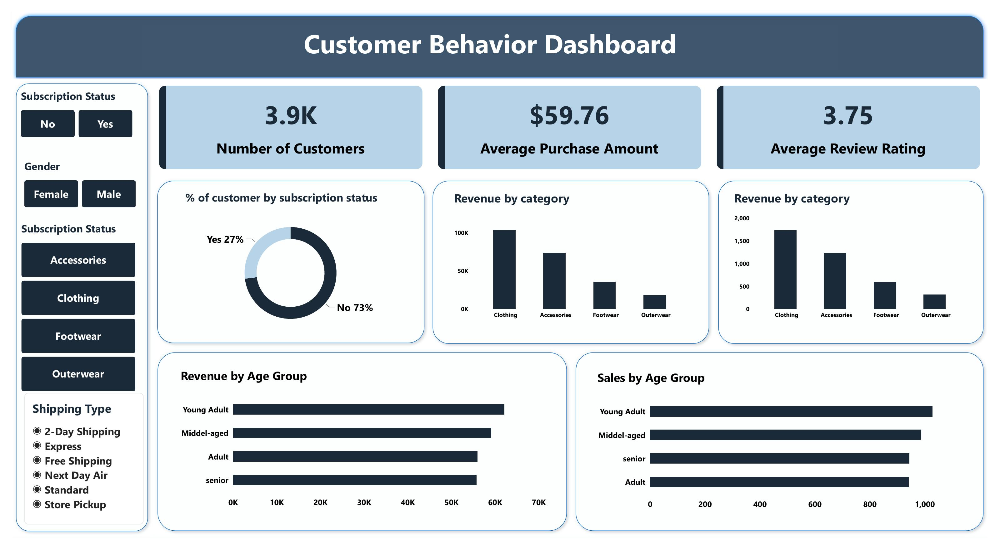 Customer Behavior Dashboard
Subscription Status
No
Yes
Gender
Female
Male
Subscription Status
Accessories
Clothing
Footwear
Outerwear
Shipping Type
2-Day Shipping
Express
Free Shipping
Next Day Air
Standard
Store Pickup
3.9K
Number of Customers
$59.76
Average Purchase Amount
3.75
Average Review Rating
% of customer by subscription status
Yes 27%
No 73%
Revenue by category
100K
50K
0K
Clothing
Accessories
Footwear
Outerwear
Revenue by category
2,000
1,500
1,000
500
0
Clothing
Accessories
Footwear
Outerwear
Revenue by Age Group
Young Adult
Middel-aged
Adult
senior
0K 10K 20K 30K 40K 50K 60K 70K
Sales by Age Group
Young Adult
Middel-aged
senior
Adult
0 200 400 600 800 1,000